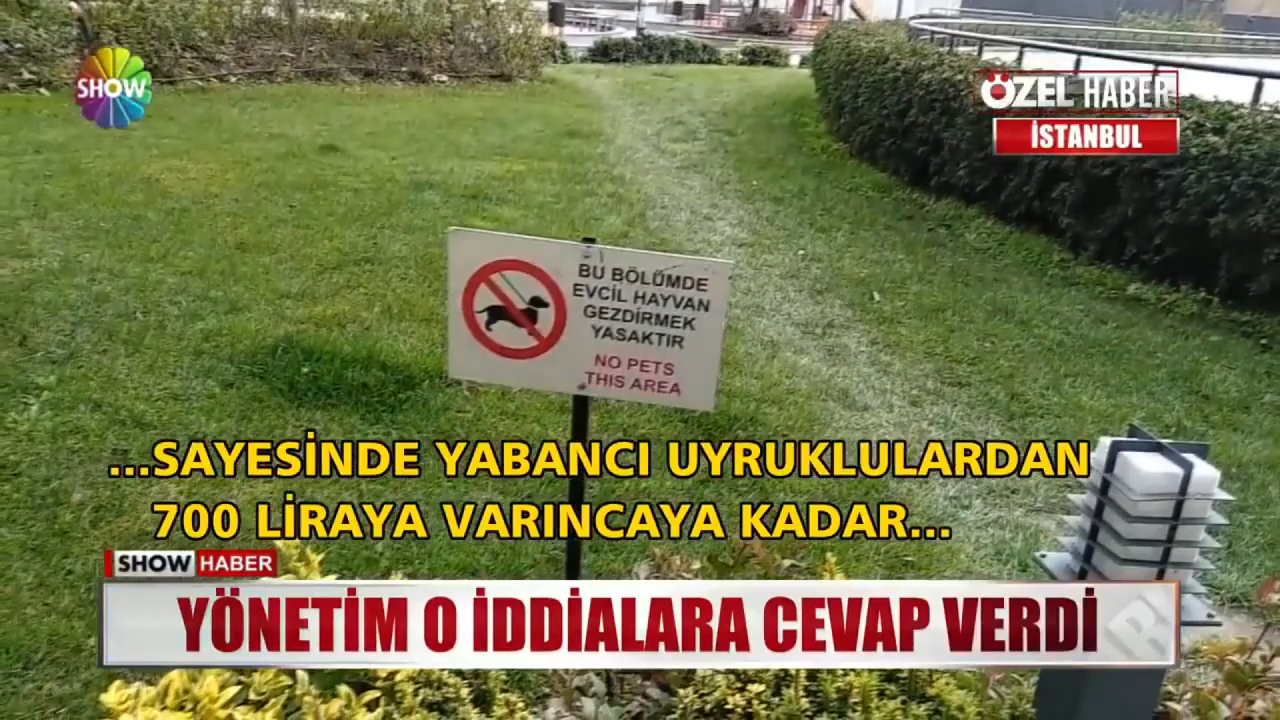 SHOW
ÖZEL HABER
İSTANBUL
BU BÖLÜMDE
EVCİL HAYVAN
GEZDİRMEK
YASAKTIR
NO PETS
THIS AREA
...SAYESİNDE YABANCI UYRUKLULARDAN
700 LİRAYA VARINCAYA KADAR...
SHOW HABER
YÖNETİM O İDDİALARA CEVAP VERDİ